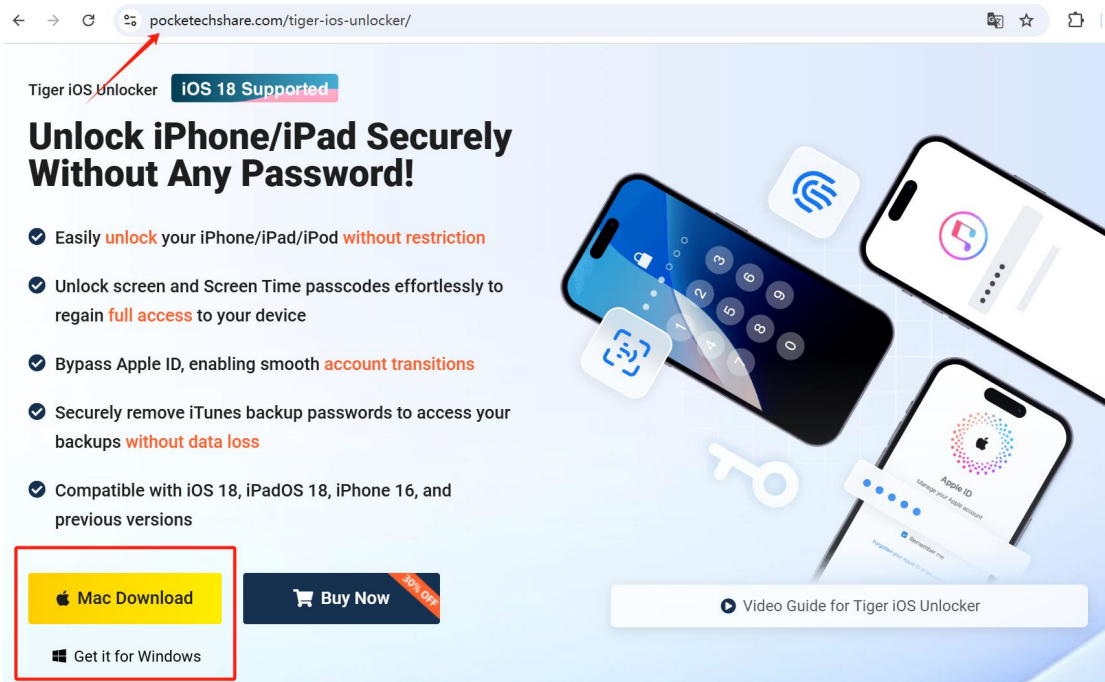 pocketechshare.com/tiger-ios-unlocker/
Tiger iOS Unlocker
iOS 18 Supported
Unlock iPhone/iPad Securely
Without Any Password!
Easily unlock your iPhone/iPad/iPod without restriction
Unlock screen and Screen Time passcodes effortlessly to
regain full access to your device
Bypass Apple ID, enabling smooth account transitions
Securely remove iTunes backup passwords to access your
backups without data loss
Compatible with iOS 18, iPadOS 18, iPhone 16, and
previous versions
Mac Download
Buy Now
30% OFF
Get it for Windows
1 2 3
4 5 6
7 8 9
0
Apple ID
Manage your Apple account
Remember me
Video Guide for Tiger iOS Unlocker